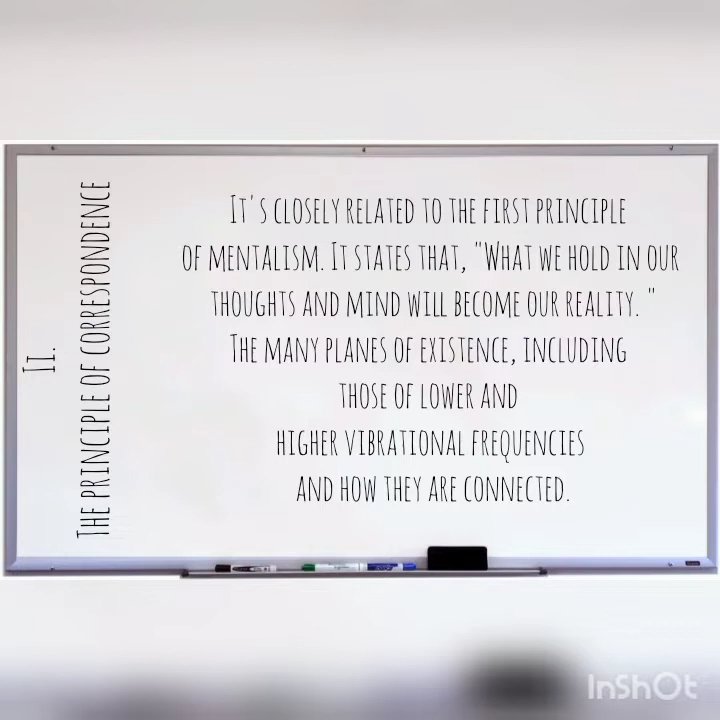 II.
The principle of correspondence
It's closely related to the first principle
of mentalism. It states that, "What we hold in our
thoughts and mind will become our reality. "
The many planes of existence, including
those of lower and
higher vibrational frequencies
and how they are connected.
InShOt